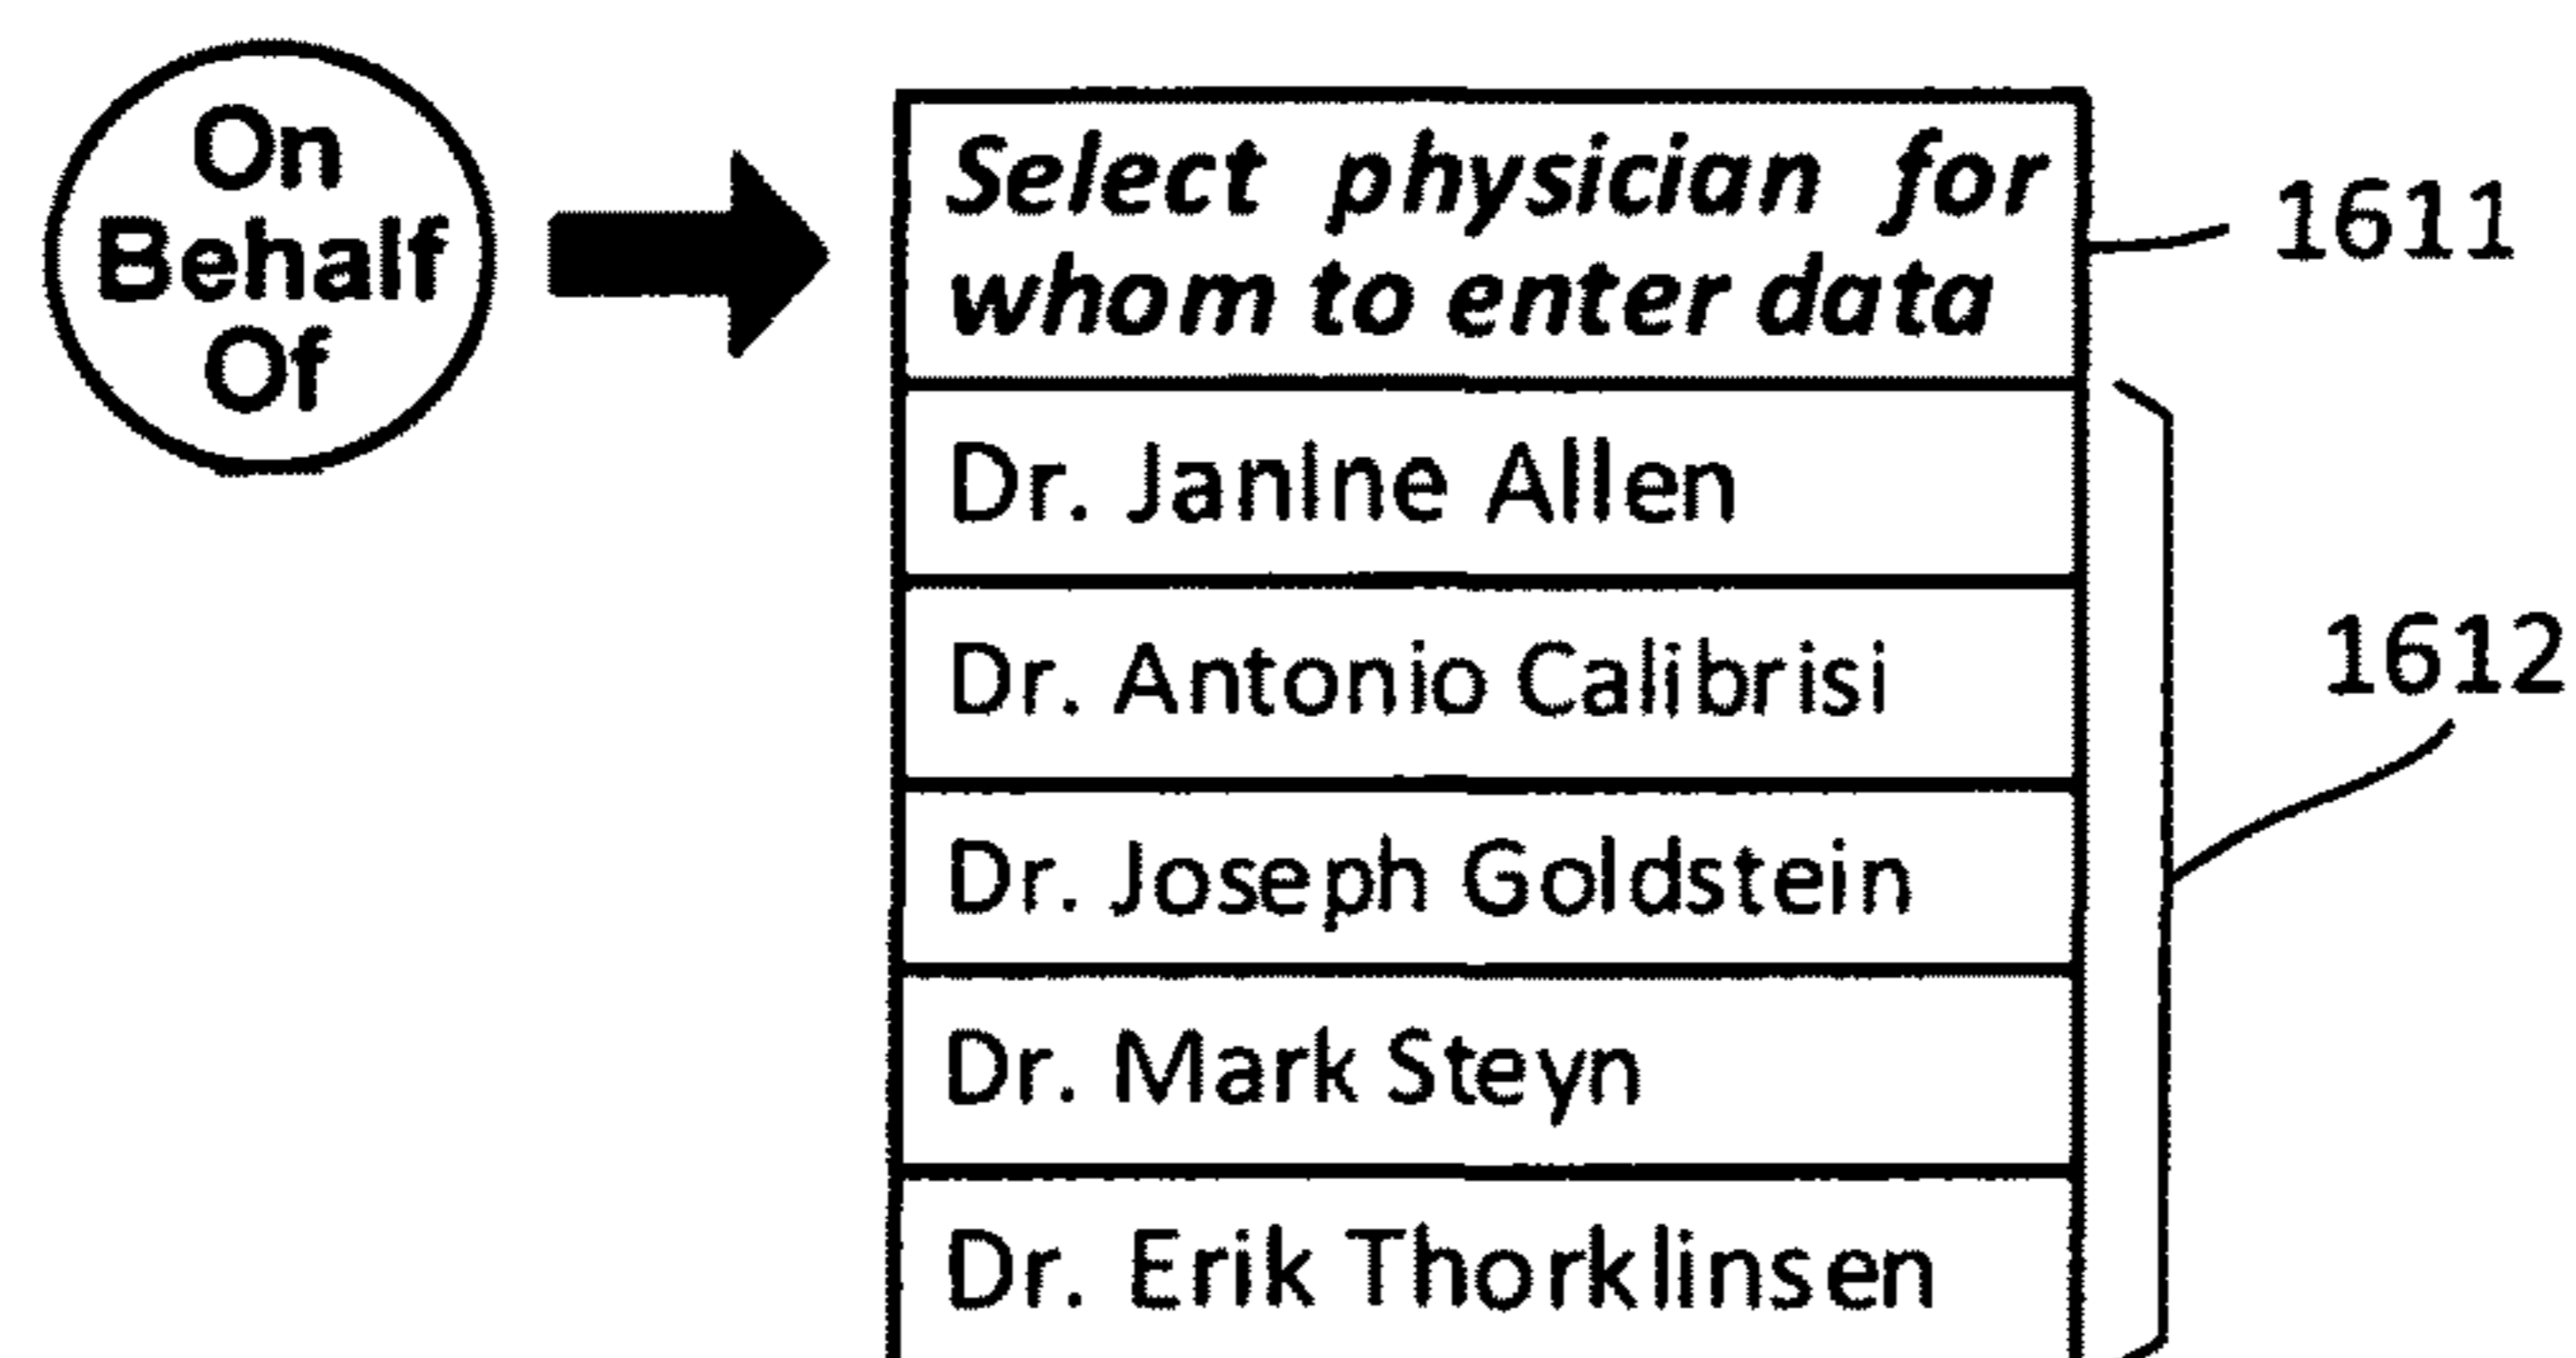 On
Behalf
Of
Select physician for
whom to enter data
1611
Dr. Janine Allen
Dr. Antonio Calibrisi
Dr. Joseph Goldstein
Dr. Mark Steyn
Dr. Erik Thorklinsen
1612